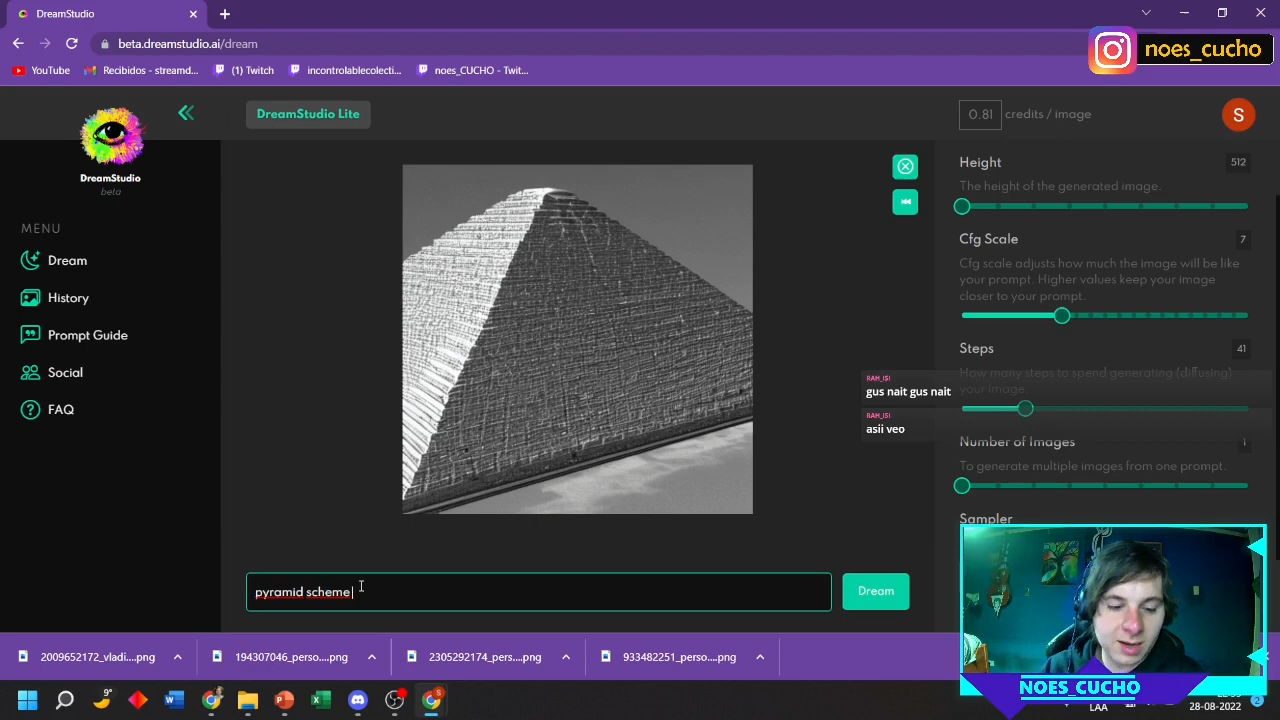 DreamStudio
beta.dreamstudio.ai/dream
noes_cucho
YouTube
Recibidos - streamd...
(1) Twitch
incontrolablecolecti...
noes_CUCHO - Twit...
DreamStudio
beta
DreamStudio Lite
0.81 credits / image
S
MENU
Dream
History
Prompt Guide
Social
FAQ
Height
512
The height of the generated image.
Cfg Scale
7
Cfg scale adjusts how much the image will be like
your prompt. Higher values keep your image
closer to your prompt.
Steps
41
How many steps to spend generating (diffusing)
your image.
RAH_ISI
gus nait gus nait
RAH_ISI
asii veo
Number of Images
1
To generate multiple images from one prompt.
Sampler
pyramid scheme
Dream
2009652172_vladi....png
194307046_perso....png
2305292174_pers....png
933482251_perso....png
NOES_CUCHO
9°
LAA
28-08-2022
2